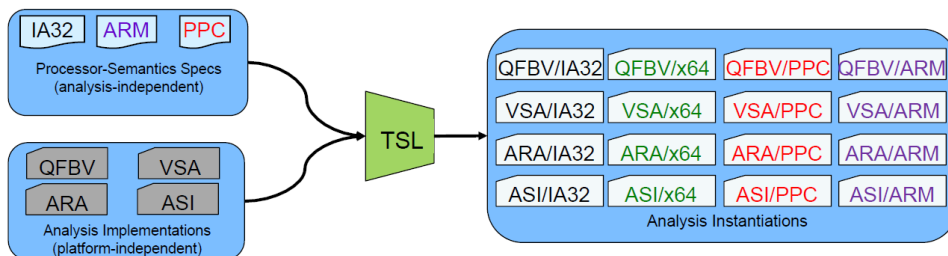 IA32 ARM PPC
Processor-Semantics Specs
(analysis-independent)
QFBV VSA
ARA ASI
Analysis Implementations
(platform-independent)
TSL
QFBV/IA32 QFBV/x64 QFBV/PPC QFBV/ARM
VSA/IA32 VSA/x64 VSA/PPC VSA/ARM
ARA/IA32 ARA/x64 ARA/PPC ARA/ARM
ASI/IA32 ASI/x64 ASI/PPC ASI/ARM
Analysis Instantiations